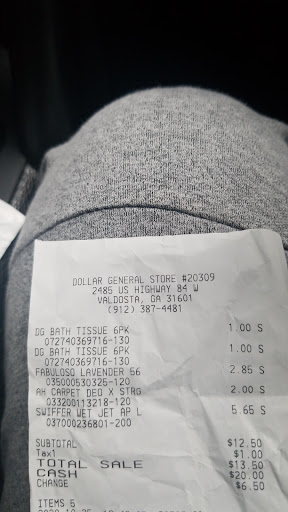 DOLLAR GENERAL STORE #20309
2485 US HIGHWAY 84 W
VALDOSTA, GA 31601
(912) 387-4481
DG BATH TISSUE 6PK 1.00 S
072740369716-130
DG BATH TISSUE 6PK 1.00 S
072740369716-130
FABULOSO LAVENDER 66 2.85 S
035000530325-120
AH CARPET DEO X STRG 2.00 S
033200113218-120
SWIFFER WET JET AP L 5.65 S
037000236801-200
SUBTOTAL $12.50
Tax1 $1.00
TOTAL SALE $13.50
CASH $20.00
CHANGE $6.50
ITEMS 5